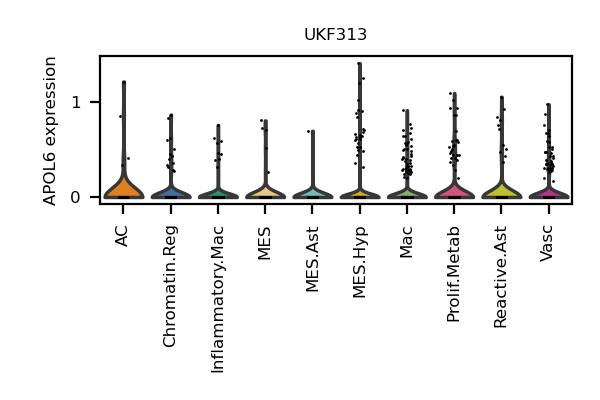 UKF313
APOL6 expression
1
0
AC
Chromatin.Reg
Inflammatory.Mac
MES
MES.Ast
MES.Hyp
Mac
Prolif.Metab
Reactive.Ast
Vasc